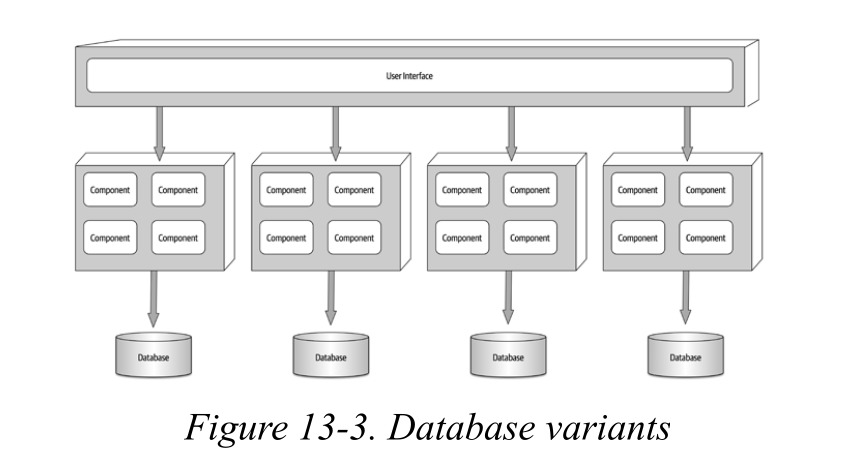 User Interface
Component Component Component Component Component Component Component Component
Component Component Component Component Component Component Component Component
Database Database Database Database
Figure 13-3. Database variants